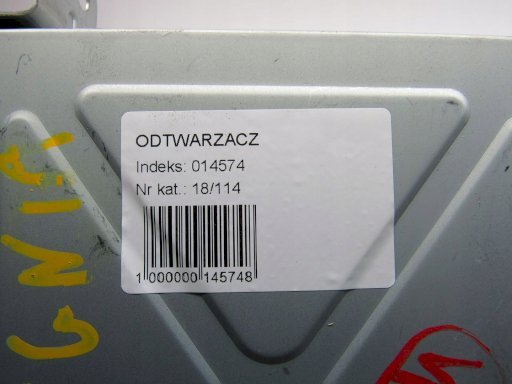 ODTWARZACZ
Indeks: 014574
Nr kat.: 18/114
1 000000 145748